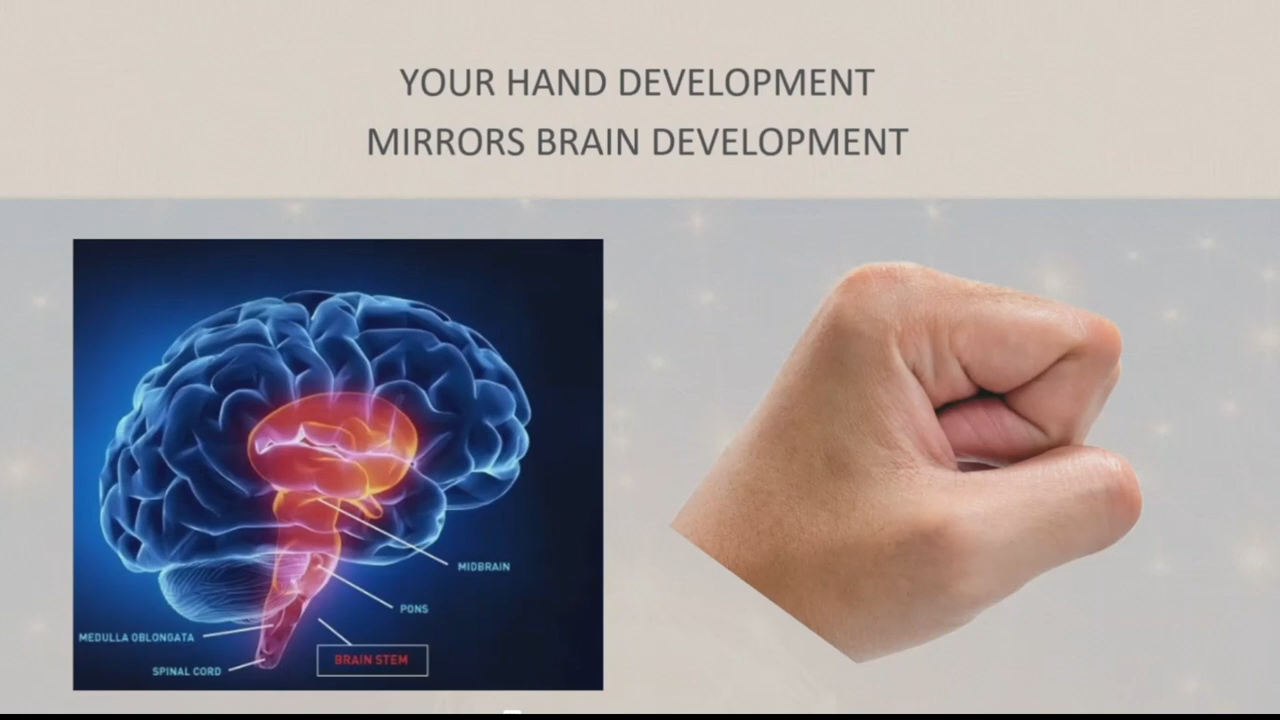 YOUR HAND DEVELOPMENT
MIRRORS BRAIN DEVELOPMENT
MIDBRAIN
PONS
MEDULLA OBLONGATA
BRAIN STEM
SPINAL CORD